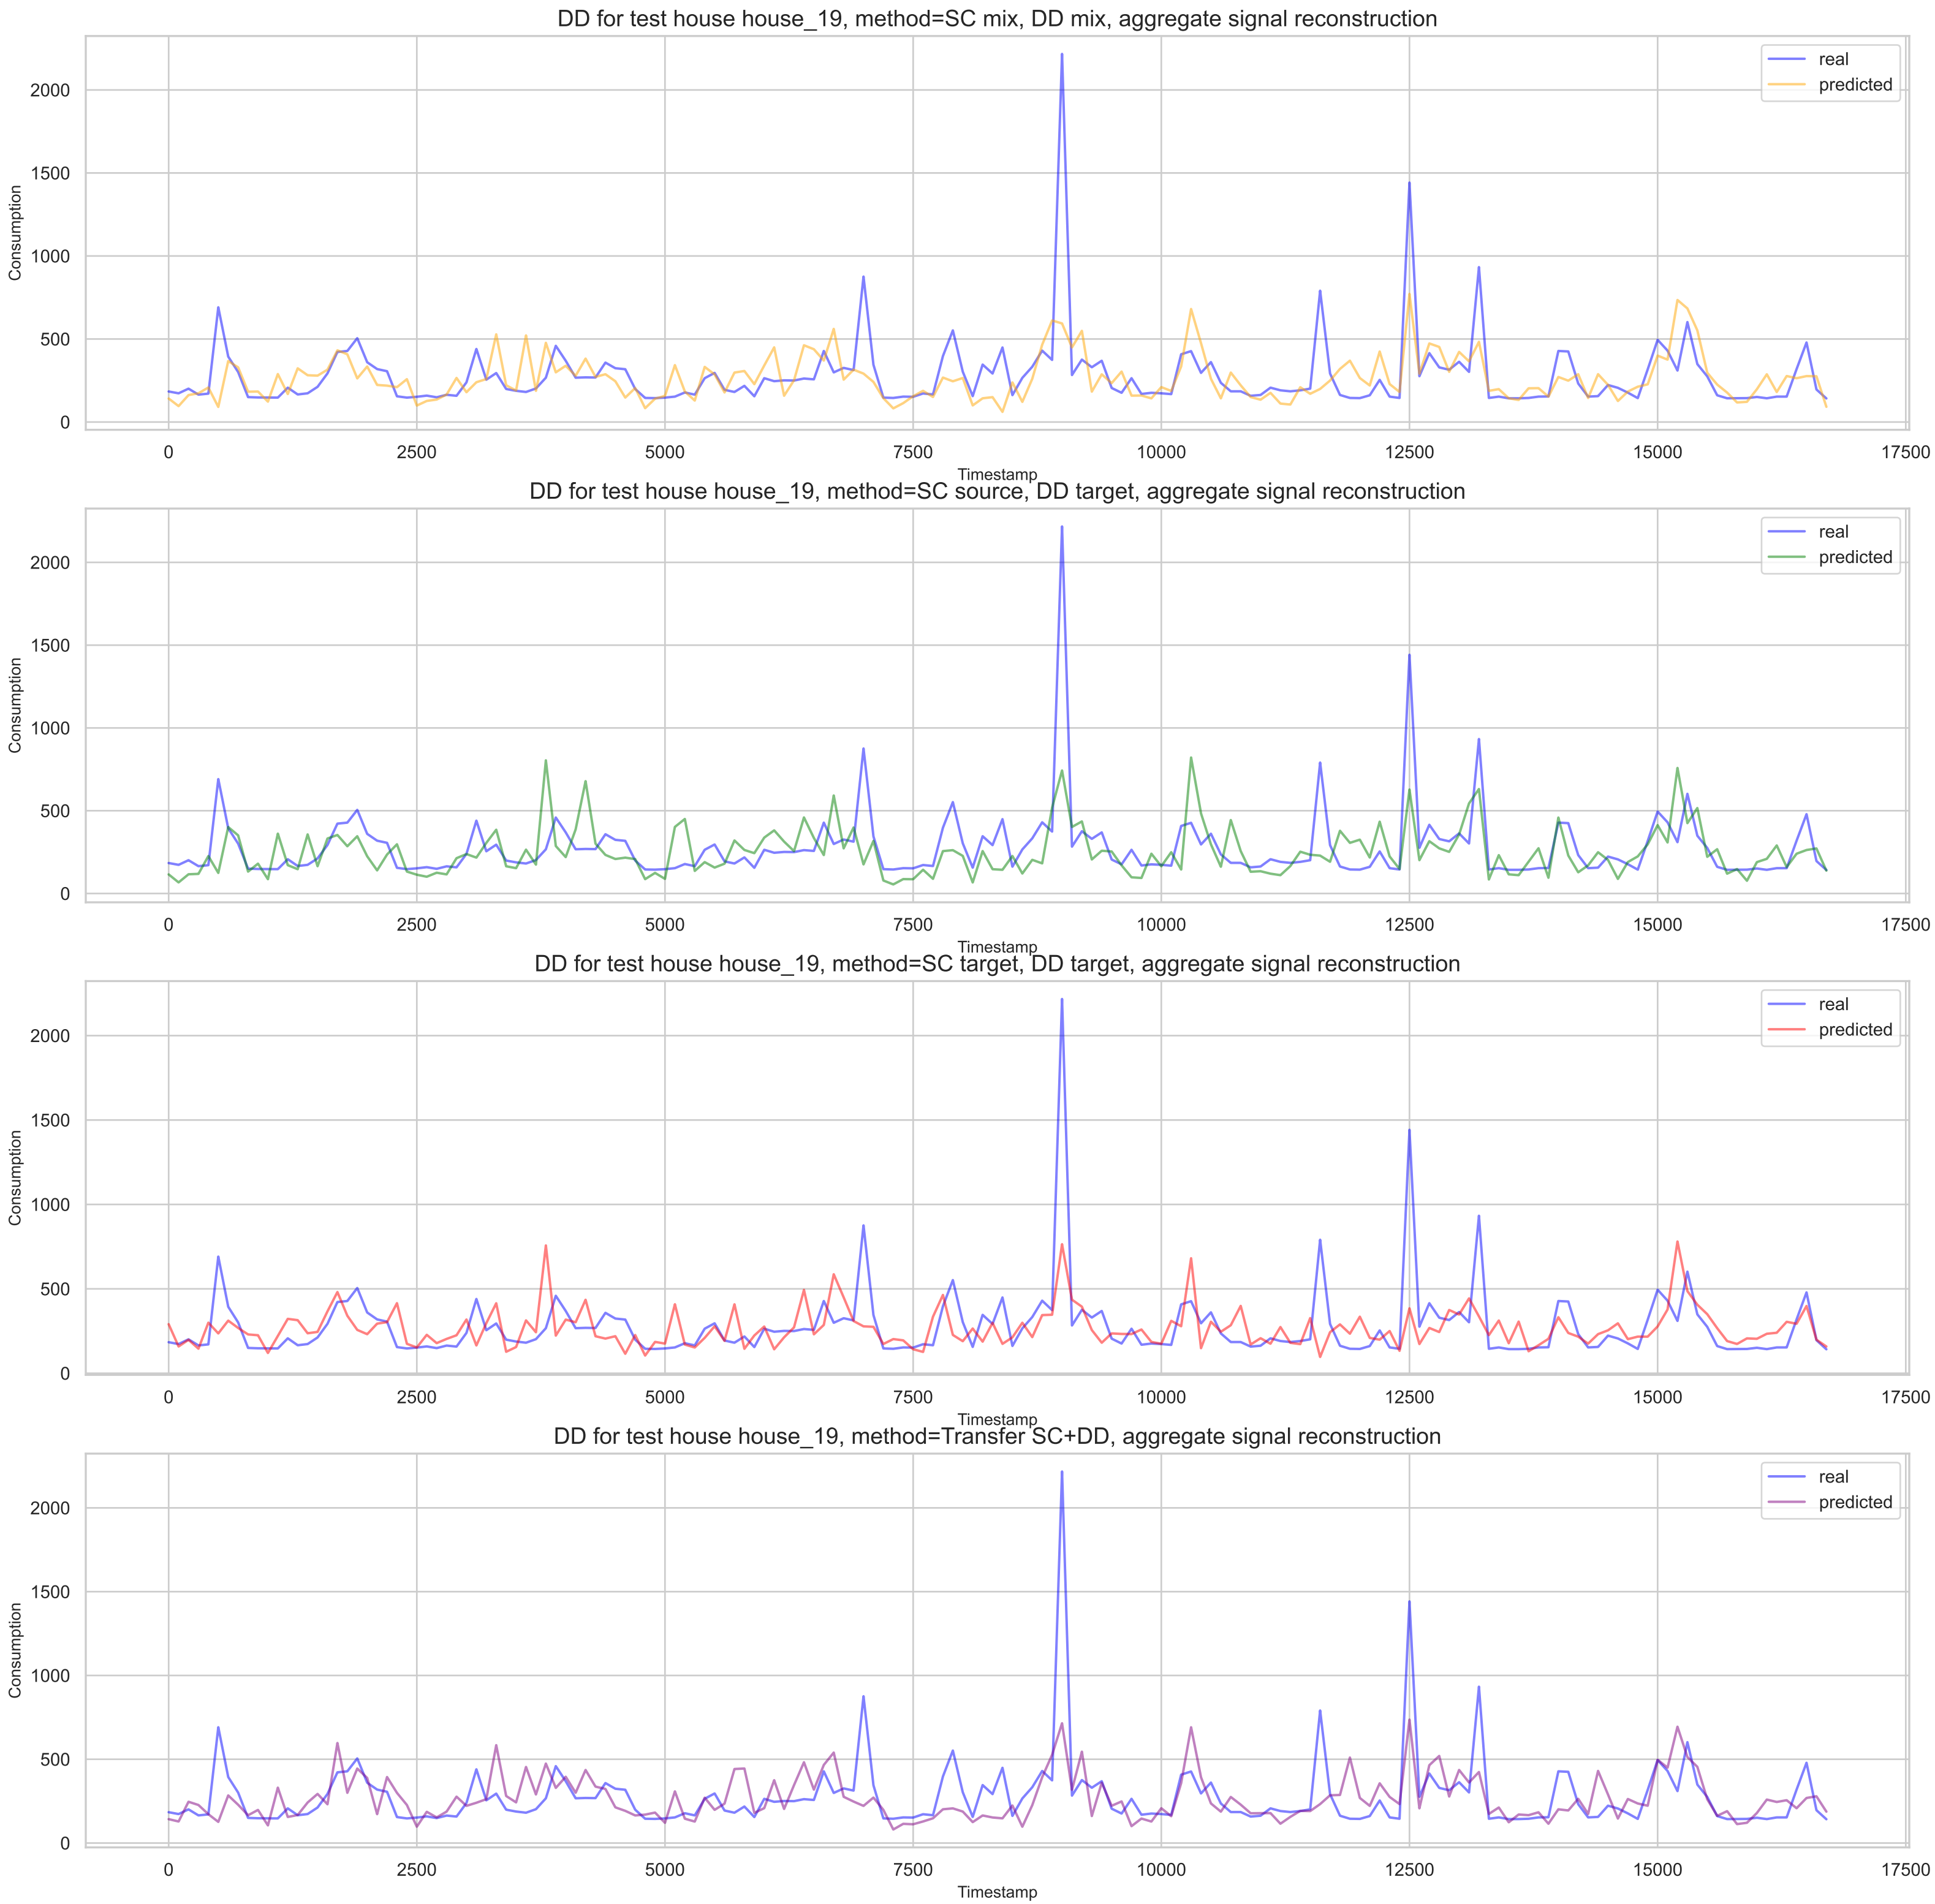 DD for test house house_19, method=SC mix, DD mix, aggregate signal reconstruction
real
predicted
2000
1500
1000
500
0
Consumption
0 2500 5000 7500 10000 12500 15000 17500
Timestamp
DD for test house house_19, method=SC source, DD target, aggregate signal reconstruction
real
predicted
2000
1500
1000
500
0
Consumption
0 2500 5000 7500 10000 12500 15000 17500
Timestamp
DD for test house house_19, method=SC target, DD target, aggregate signal reconstruction
real
predicted
2000
1500
1000
500
0
Consumption
0 2500 5000 7500 10000 12500 15000 17500
Timestamp
DD for test house house_19, method=Transfer SC+DD, aggregate signal reconstruction
real
predicted
2000
1500
1000
500
0
Consumption
0 2500 5000 7500 10000 12500 15000 17500
Timestamp